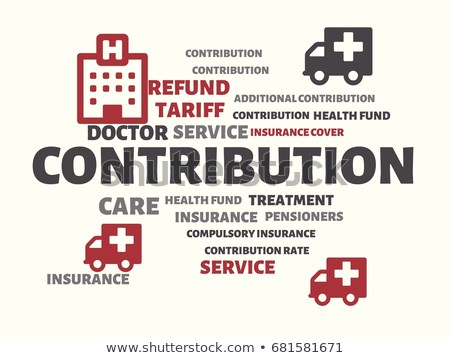 H
CONTRIBUTION
CONTRIBUTION
REFUND
ADDITIONAL CONTRIBUTION
TARIFF
CONTRIBUTION HEALTH FUND
DOCTOR SERVICE INSURANCE COVER
CONTRIBUTION
CARE HEALTH FUND TREATMENT
INSURANCE PENSIONERS
COMPULSORY INSURANCE
CONTRIBUTION RATE
SERVICE
INSURANCE
shutterstock
www.shutterstock.com · 681581671